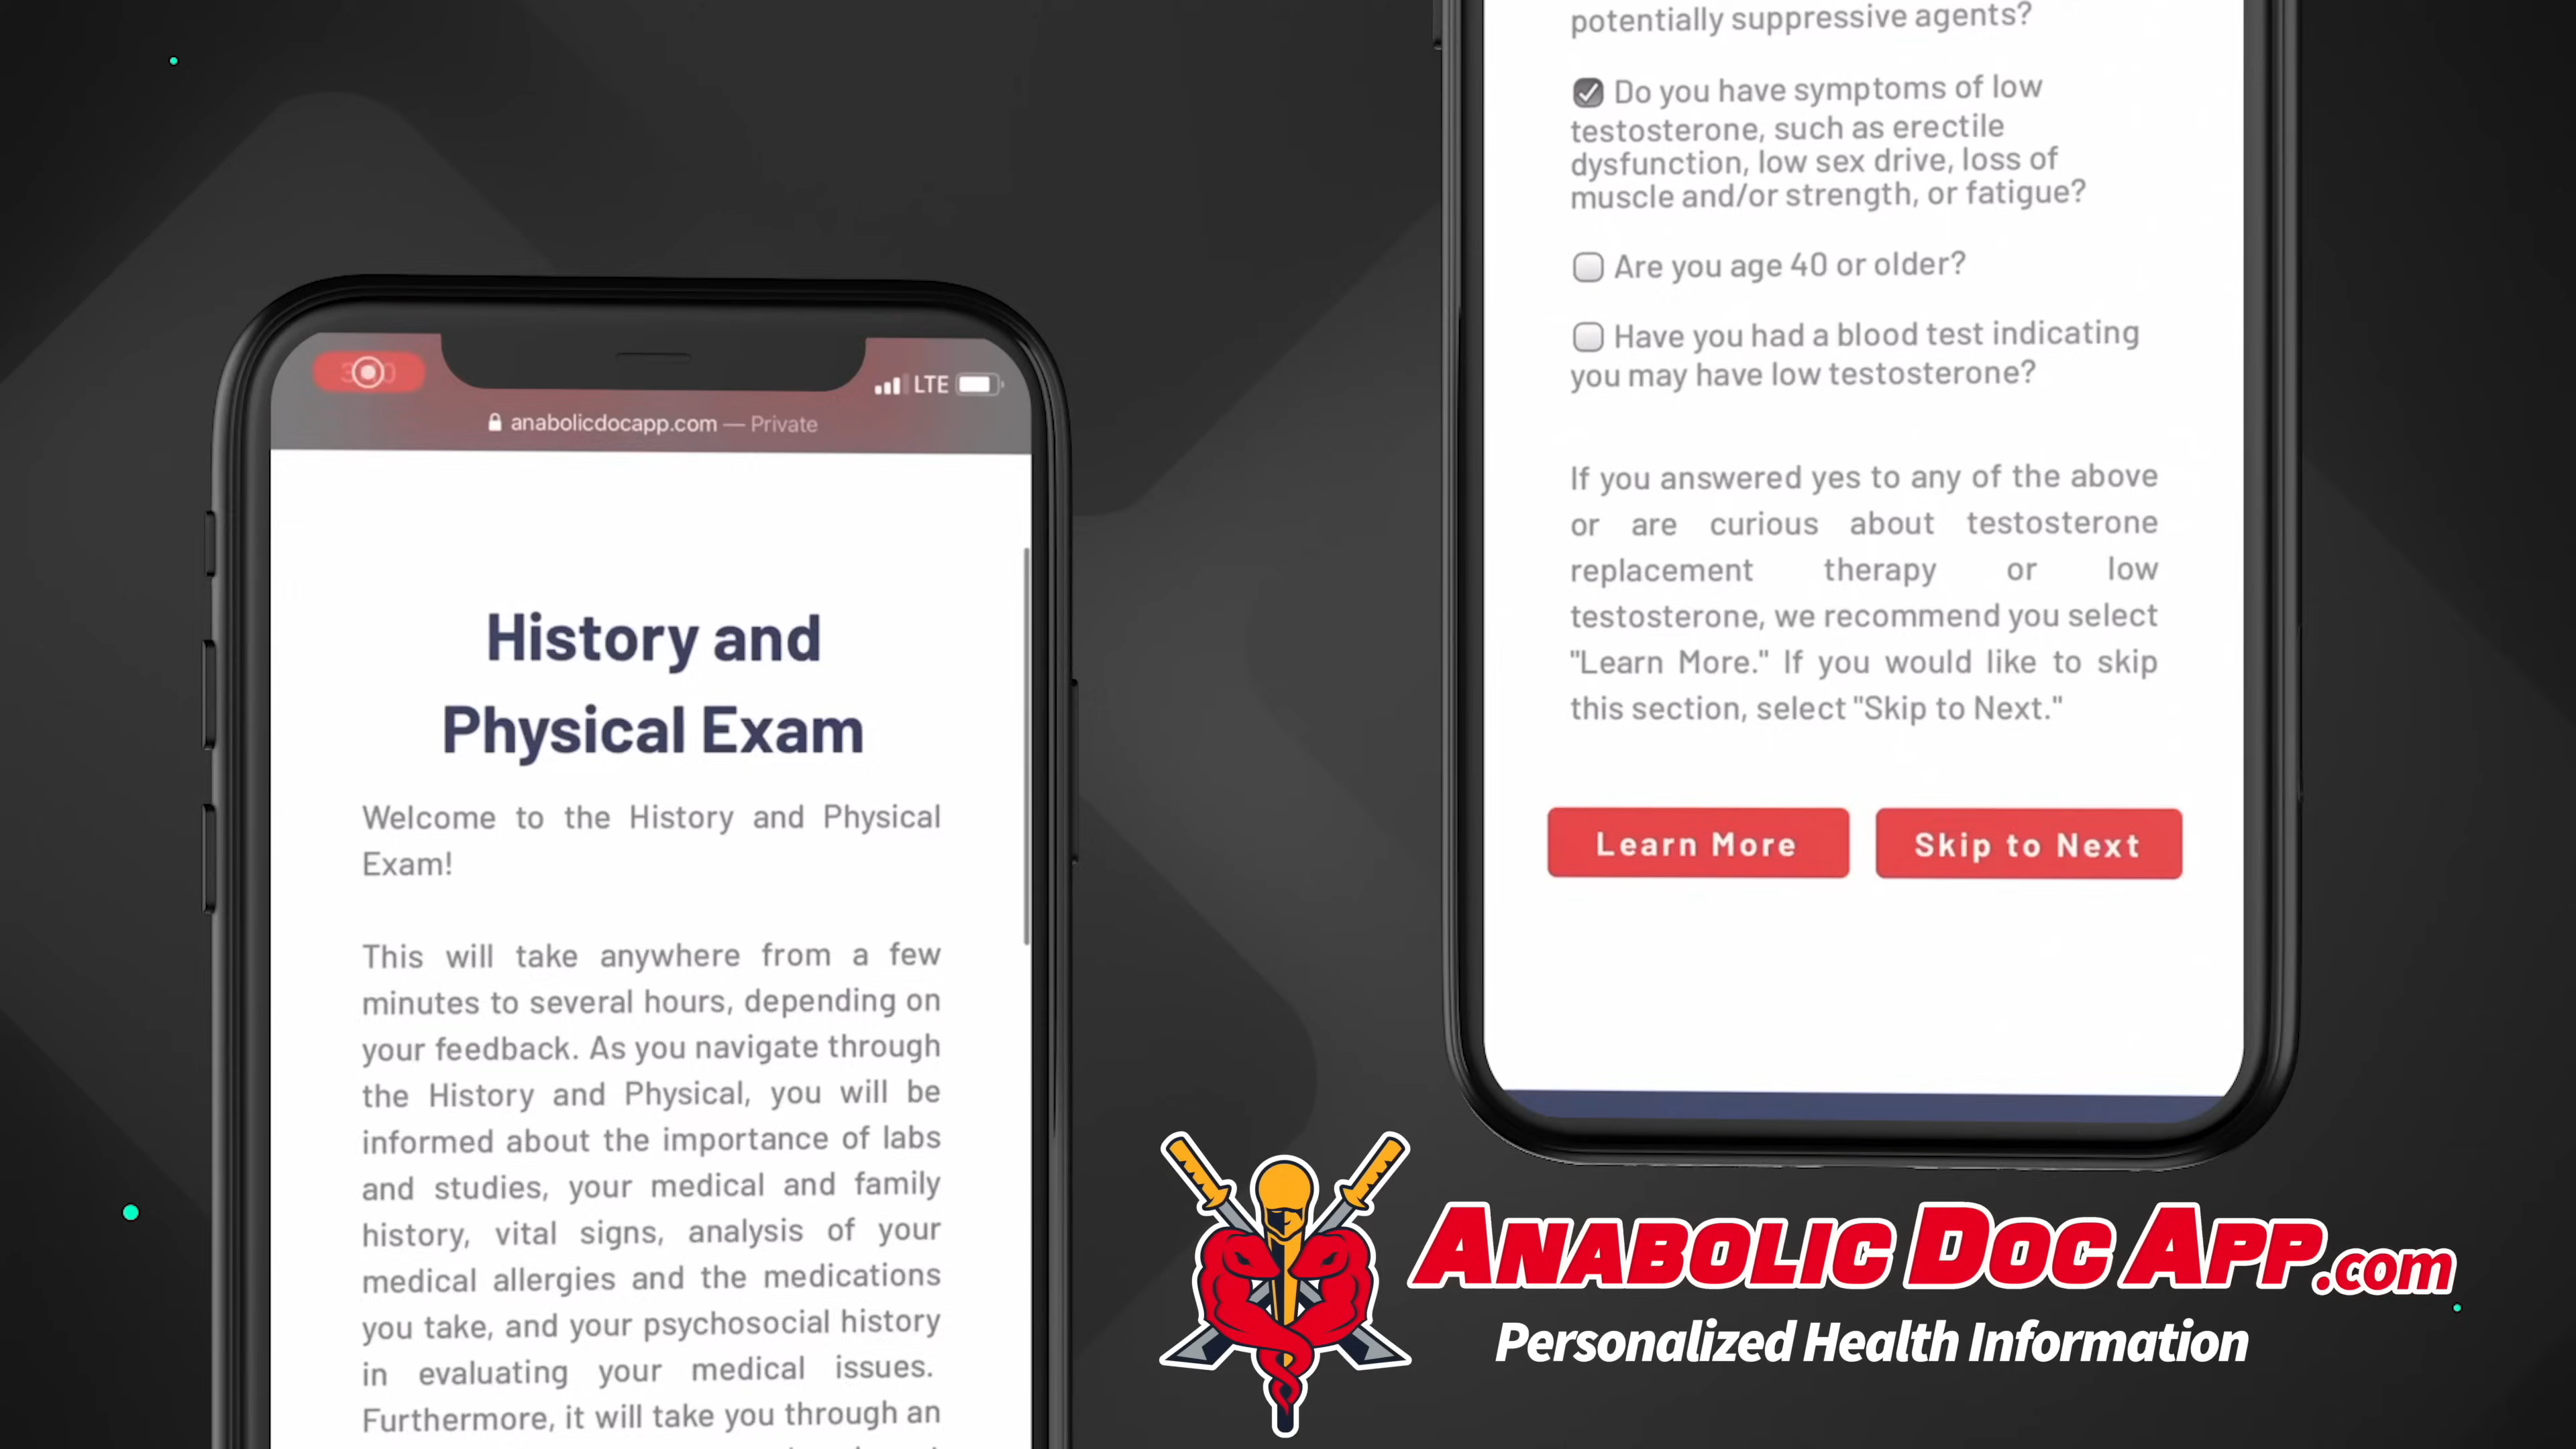 LTE
anabolicdocapp.com — Private
History and
Physical Exam
Welcome to the History and Physical
Exam!
This will take anywhere from a few
minutes to several hours, depending on
your feedback. As you navigate through
the History and Physical, you will be
informed about the importance of labs
and studies, your medical and family
history, vital signs, analysis of your
medical allergies and the medications
you take, and your psychosocial history
in evaluating your medical issues.
Furthermore, it will take you through an
potentially suppressive agents?
Do you have symptoms of low
testosterone, such as erectile
dysfunction, low sex drive, loss of
muscle and/or strength, or fatigue?
Are you age 40 or older?
Have you had a blood test indicating
you may have low testosterone?
If you answered yes to any of the above
or are curious about testosterone
replacement therapy or low
testosterone, we recommend you select
"Learn More." If you would like to skip
this section, select "Skip to Next."
Learn More
Skip to Next
ANABOLIC DOC APP.com
Personalized Health Information